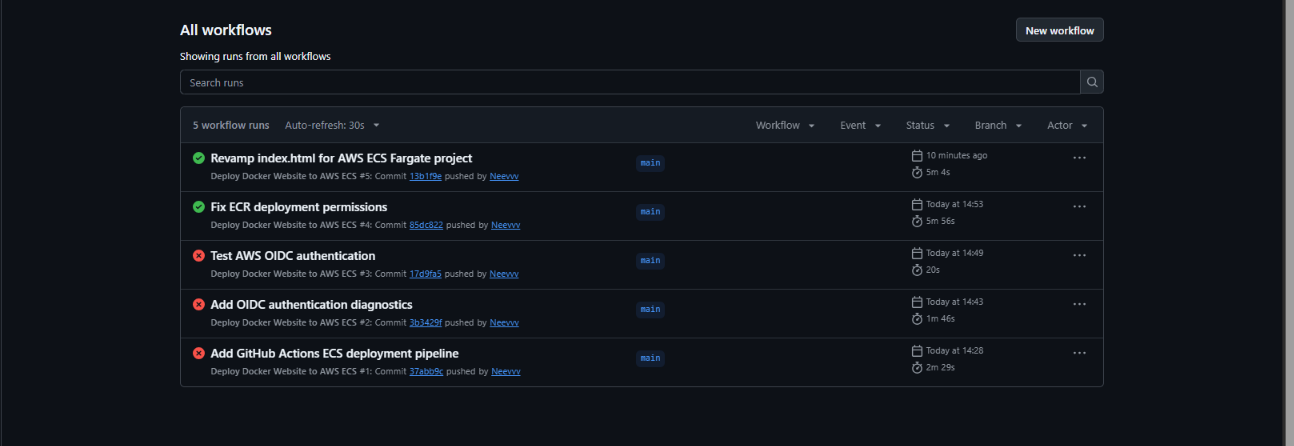 All workflows
New workflow
Showing runs from all workflows
Search runs
5 workflow runs Auto-refresh: 30s Workflow Event Status Branch Actor
Revamp index.html for AWS ECS Fargate project
main
10 minutes ago
Deploy Docker Website to AWS ECS #5: Commit 13b1f9e pushed by Neevvv
5m 4s
Fix ECR deployment permissions
main
Today at 14:53
Deploy Docker Website to AWS ECS #4: Commit 85dc822 pushed by Neevvv
5m 56s
Test AWS OIDC authentication
main
Today at 14:49
Deploy Docker Website to AWS ECS #3: Commit 17d9fa5 pushed by Neevvv
20s
Add OIDC authentication diagnostics
main
Today at 14:43
Deploy Docker Website to AWS ECS #2: Commit 3b3429f pushed by Neevvv
1m 46s
Add GitHub Actions ECS deployment pipeline
main
Today at 14:28
Deploy Docker Website to AWS ECS #1: Commit 37abb9c pushed by Neevvv
2m 29s